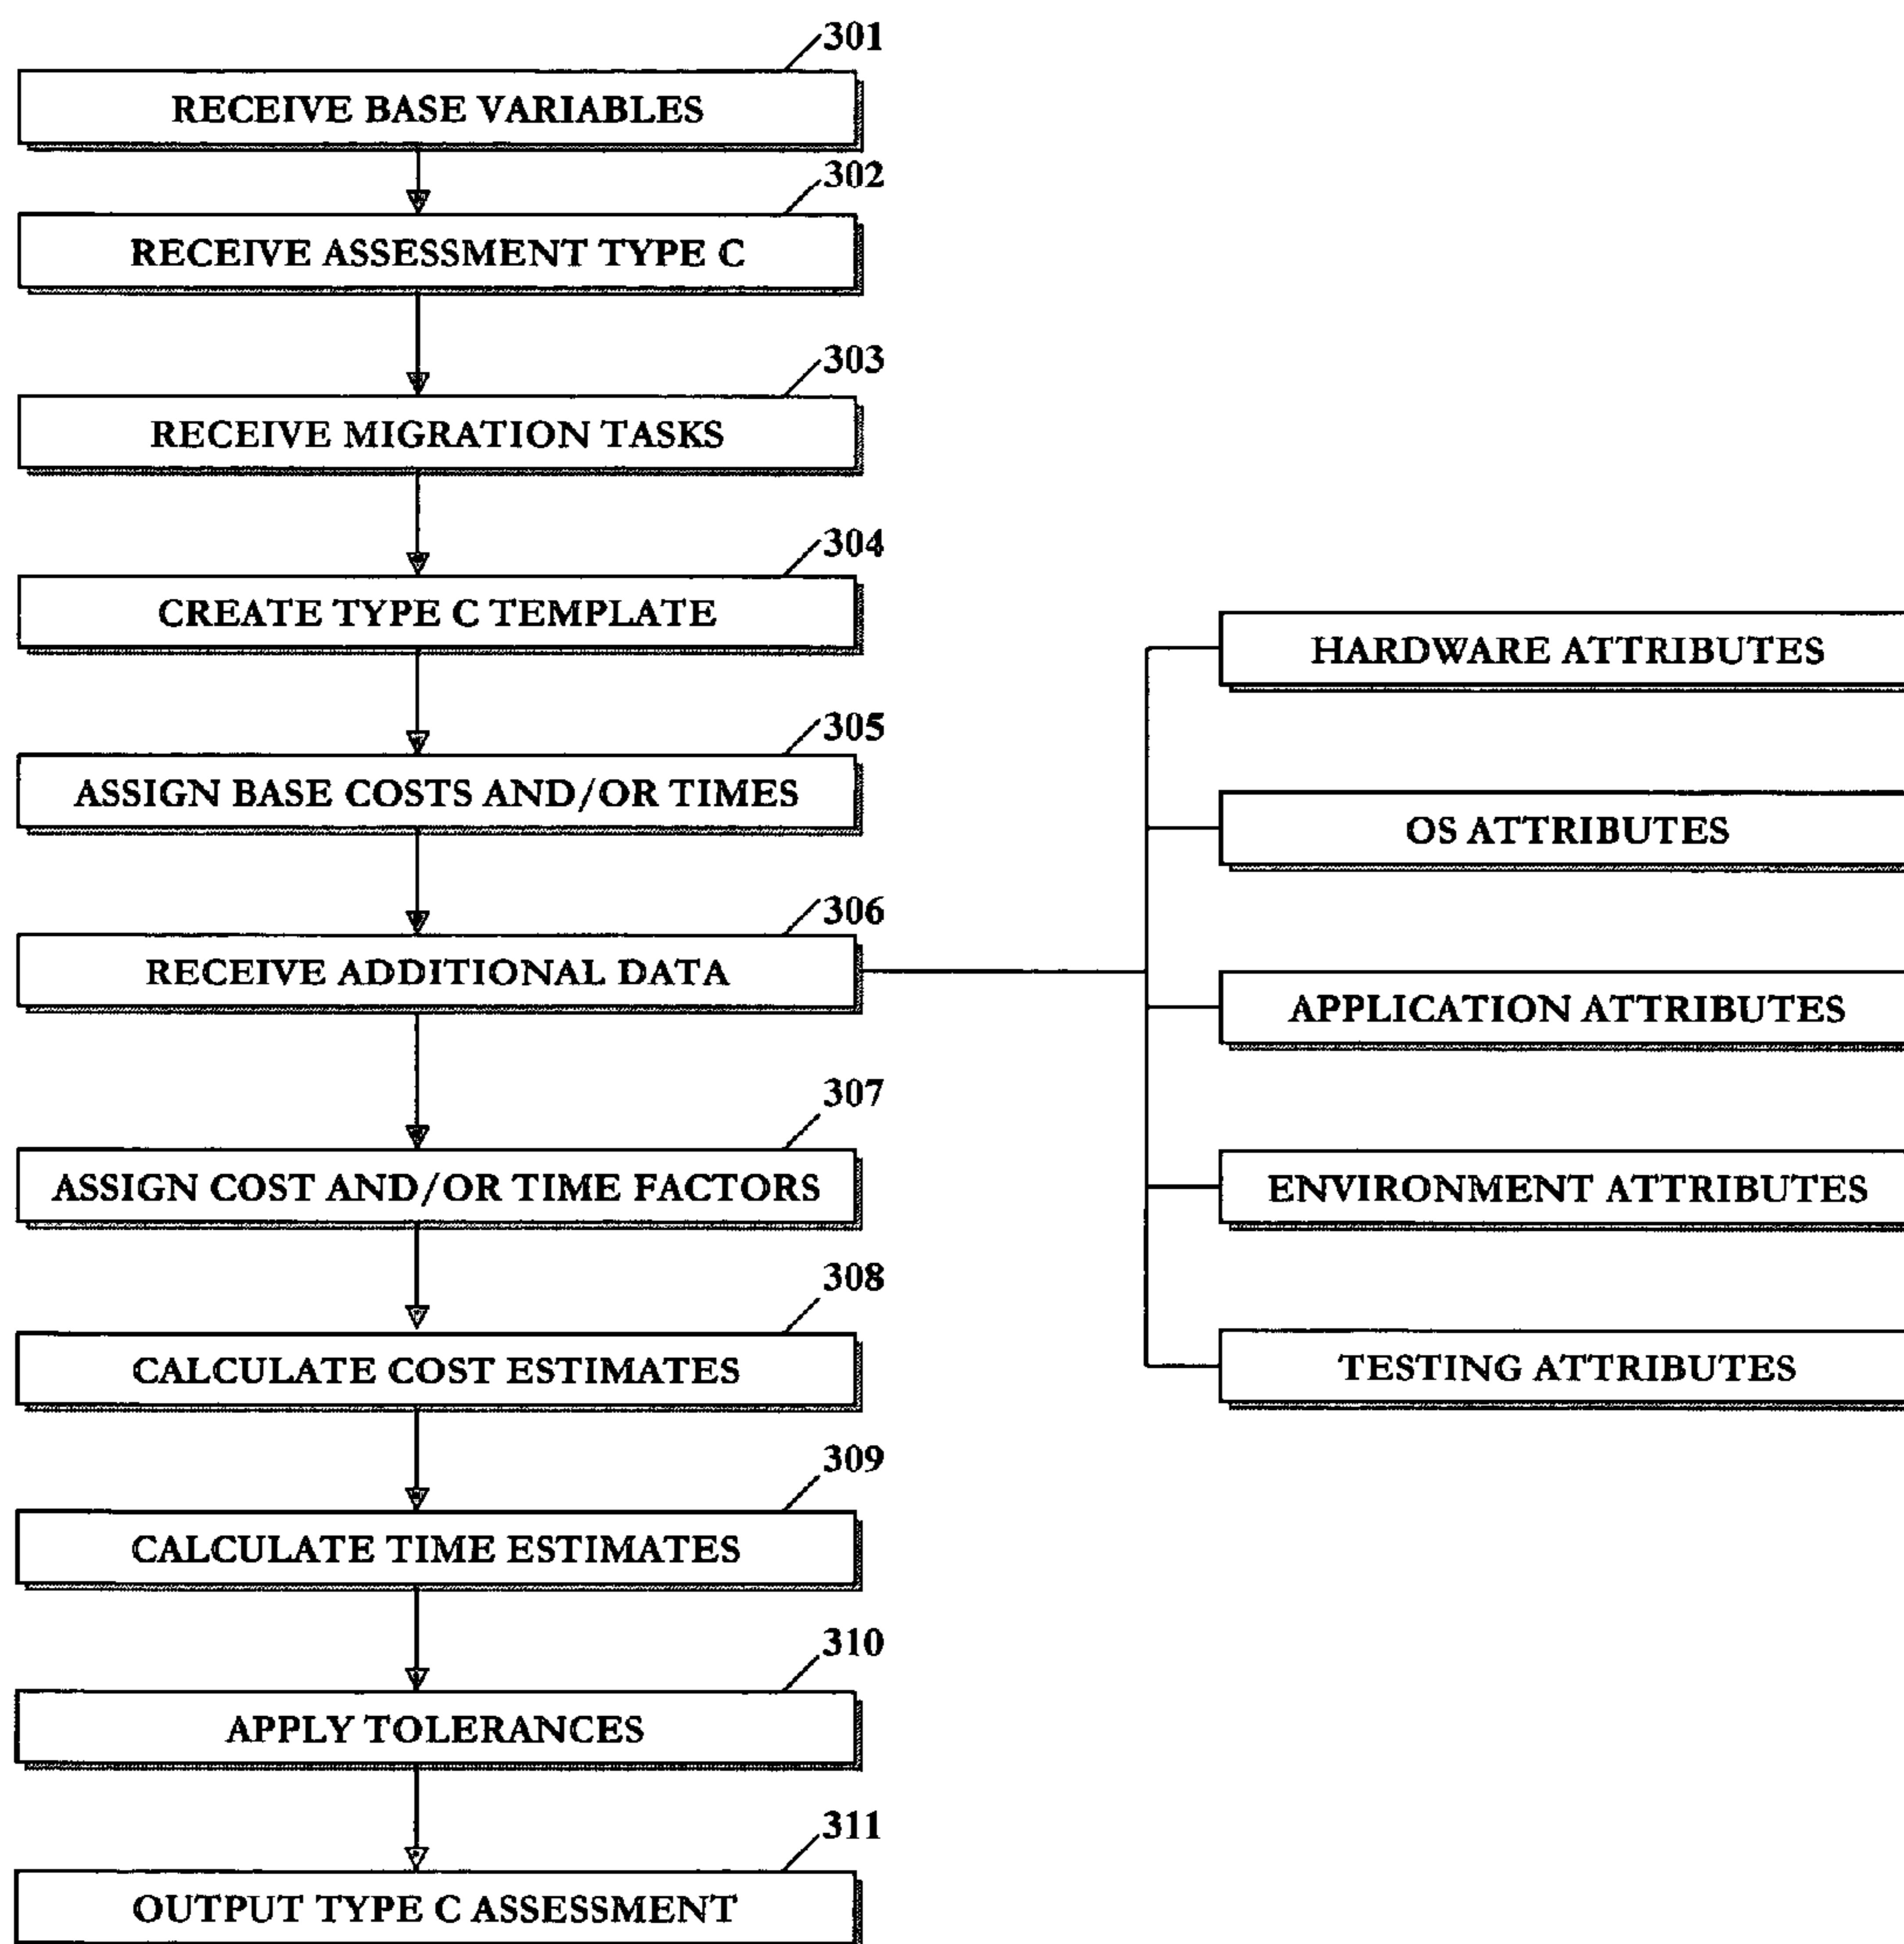 301
RECEIVE BASE VARIABLES
302
RECEIVE ASSESSMENT TYPE C
303
RECEIVE MIGRATION TASKS
304
CREATE TYPE C TEMPLATE
305
ASSIGN BASE COSTS AND/OR TIMES
306
RECEIVE ADDITIONAL DATA
HARDWARE ATTRIBUTES
OS ATTRIBUTES
APPLICATION ATTRIBUTES
ENVIRONMENT ATTRIBUTES
TESTING ATTRIBUTES
307
ASSIGN COST AND/OR TIME FACTORS
308
CALCULATE COST ESTIMATES
309
CALCULATE TIME ESTIMATES
310
APPLY TOLERANCES
311
OUTPUT TYPE C ASSESSMENT